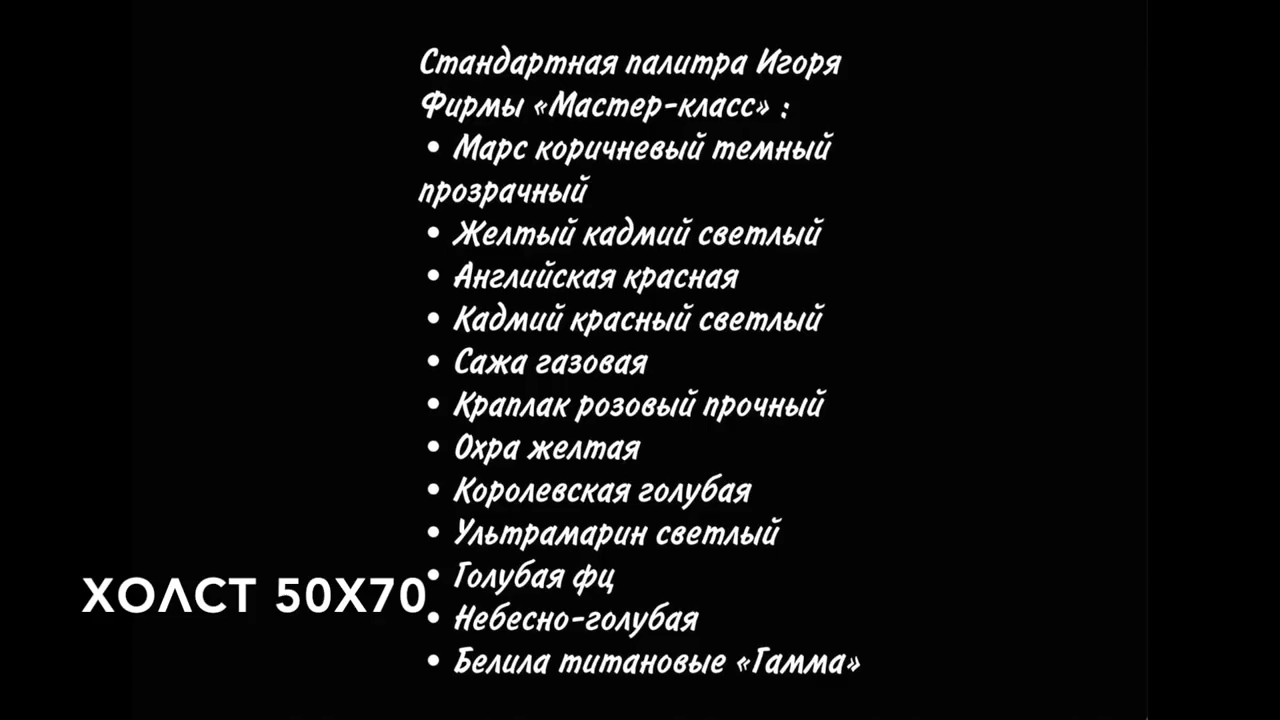 Стандартная палитра Игоря
Фирмы «Мастер-класс» :
• Марс коричневый темный
прозрачный
• Желтый кадмий светлый
• Английская красная
• Кадмий красный светлый
• Сажа газовая
• Краплак розовый прочный
• Охра желтая
• Королевская голубая
• Ультрамарин светлый
• Голубая фц
• Небесно-голубая
• Белила титановые «Гамма»
ХОЛСТ 50Х70